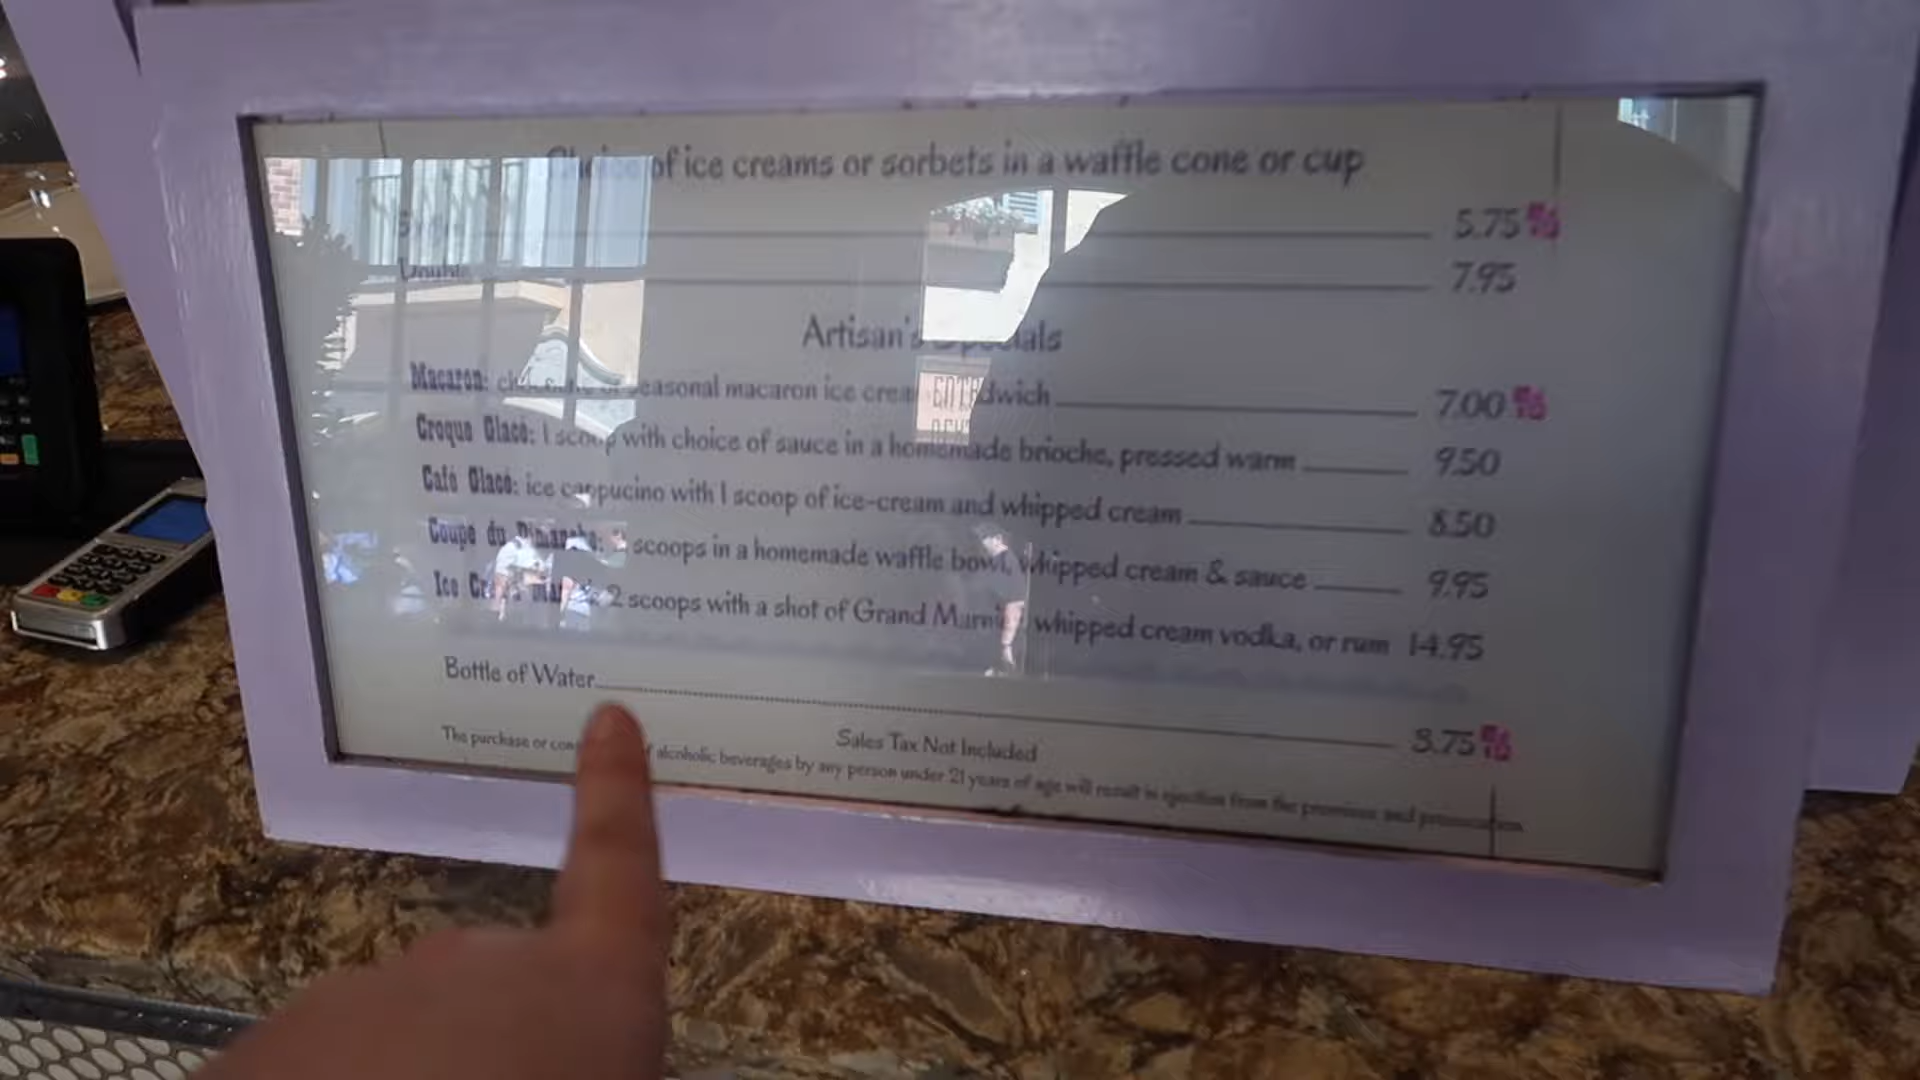 Choice of ice creams or sorbets in a waffle cone or cup
5.75
Double 7.95
Artisan's Specials
Macaron: seasonal macaron ice cream sandwich 7.00
Croque Glacé: 1 scoop with choice of sauce in a homemade brioche, pressed warm 9.50
Café Glacé: ice cappucino with 1 scoop of ice-cream and whipped cream 8.50
Coupe du Dimanche: 2 scoops in a homemade waffle bowl, whipped cream & sauce 9.95
Ice 2 scoops with a shot of Grand Marnier, whipped cream vodka, or rum 14.95
Bottle of Water 3.75
Sales Tax Not Included
The purchase or alcoholic beverages by any person under 21 years of age will result in ejection from the premises and prosecution